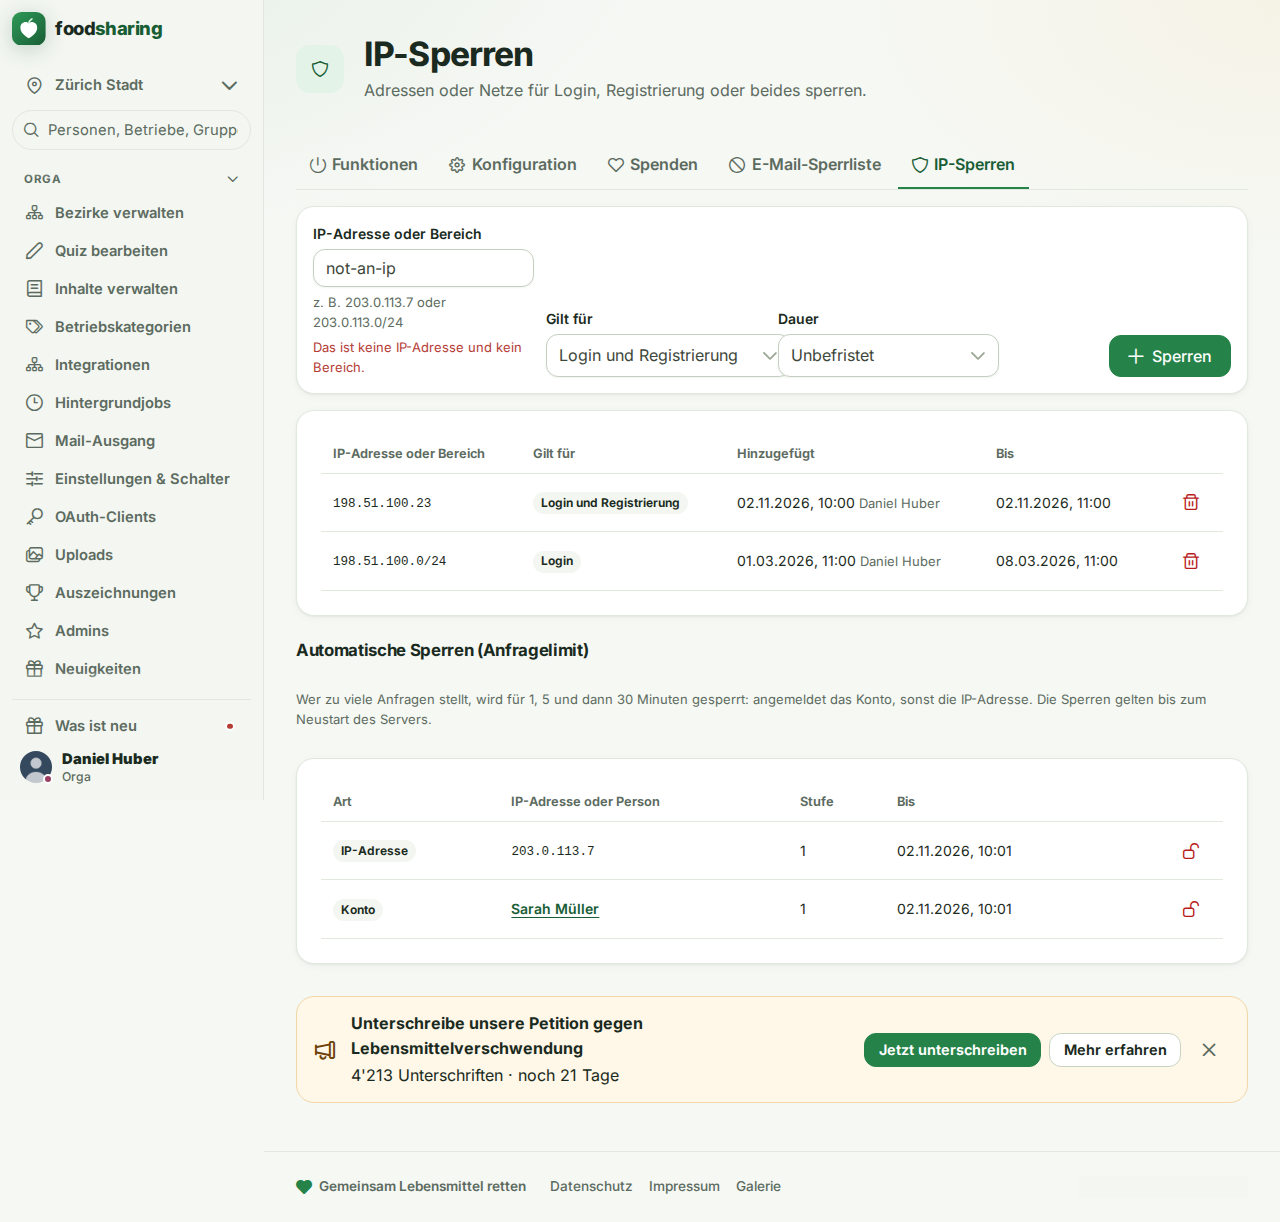 foodsharing
Zürich Stadt
Personen, Betriebe, Grupp
ORGA
Bezirke verwalten
Quiz bearbeiten
Inhalte verwalten
Betriebskategorien
Integrationen
Hintergrundjobs
Mail-Ausgang
Einstellungen & Schalter
OAuth-Clients
Uploads
Auszeichnungen
Admins
Neuigkeiten
Was ist neu
Daniel Huber
Orga
IP-Sperren
Adressen oder Netze für Login, Registrierung oder beides sperren.
Funktionen Konfiguration Spenden E-Mail-Sperrliste IP-Sperren
IP-Adresse oder Bereich
not-an-ip
z. B. 203.0.113.7 oder
203.0.113.0/24
Das ist keine IP-Adresse und kein
Bereich.
Gilt für
Login und Registrierung
Dauer
Unbefristet
Sperren
IP-Adresse oder Bereich Gilt für Hinzugefügt Bis
198.51.100.23 Login und Registrierung 02.11.2026, 10:00 Daniel Huber 02.11.2026, 11:00
198.51.100.0/24 Login 01.03.2026, 11:00 Daniel Huber 08.03.2026, 11:00
Automatische Sperren (Anfragelimit)
Wer zu viele Anfragen stellt, wird für 1, 5 und dann 30 Minuten gesperrt: angemeldet das Konto, sonst die IP-Adresse. Die Sperren gelten bis zum
Neustart des Servers.
Art IP-Adresse oder Person Stufe Bis
IP-Adresse 203.0.113.7 1 02.11.2026, 10:01
Konto Sarah Müller 1 02.11.2026, 10:01
Unterschreibe unsere Petition gegen
Lebensmittelverschwendung
4'213 Unterschriften · noch 21 Tage
Jetzt unterschreiben
Mehr erfahren
Gemeinsam Lebensmittel retten Datenschutz Impressum Galerie